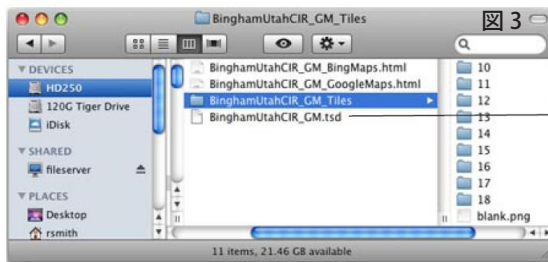 BinghamUtahCIR_GM_Tiles
図 3
DEVICES
HD250
120G Tiger Drive
iDisk
SHARED
fileserver
PLACES
Desktop
rsmith
BinghamUtahCIR_GM_BingMaps.html
BinghamUtahCIR_GM_GoogleMaps.html
BinghamUtahCIR_GM_Tiles
BinghamUtahCIR_GM.tsd
10
11
12
13
14
15
16
17
18
blank.png
11 items, 21.46 GB available